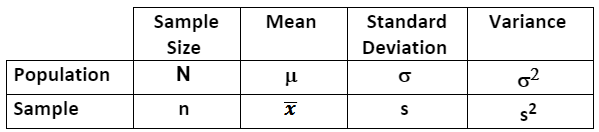 Sample Mean Standard Variance
Size Deviation
Population N μ σ σ²
Sample n x̅ s s²